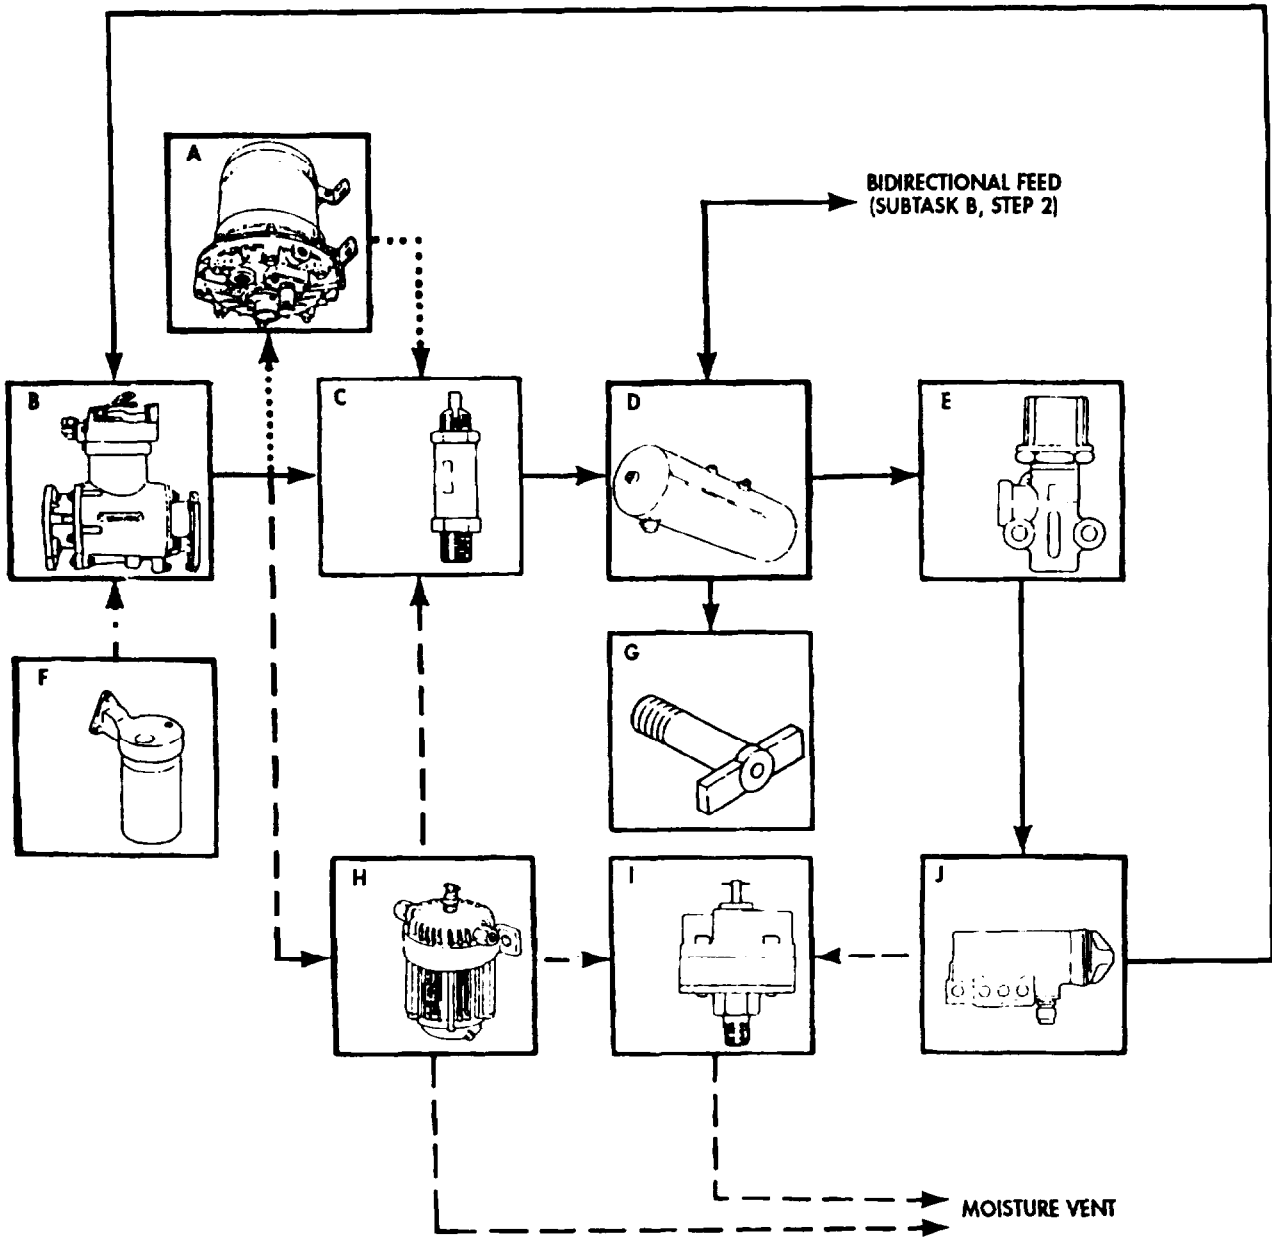 A
BIDIRECTIONAL FEED
(SUBTASK B, STEP 2)
B
C
D
E
F
G
H
I
J
MOISTURE VENT